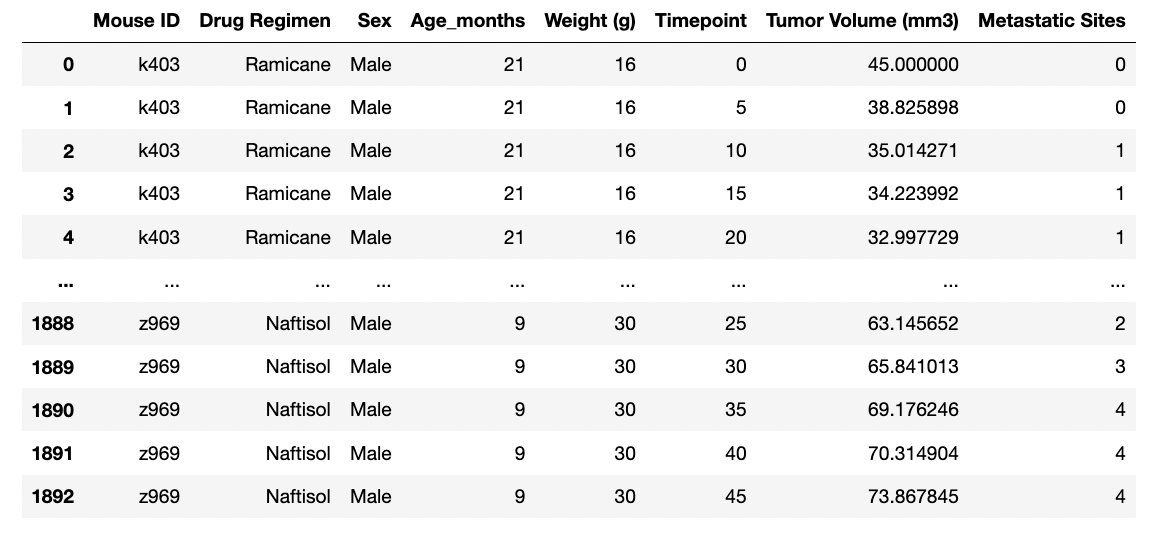 Mouse ID Drug Regimen Sex Age_months Weight (g) Timepoint Tumor Volume (mm3) Metastatic Sites
0 k403 Ramicane Male 21 16 0 45.000000 0
1 k403 Ramicane Male 21 16 5 38.825898 0
2 k403 Ramicane Male 21 16 10 35.014271 1
3 k403 Ramicane Male 21 16 15 34.223992 1
4 k403 Ramicane Male 21 16 20 32.997729 1
... ... ... ... ... ... ... ... ...
1888 z969 Naftisol Male 9 30 25 63.145652 2
1889 z969 Naftisol Male 9 30 30 65.841013 3
1890 z969 Naftisol Male 9 30 35 69.176246 4
1891 z969 Naftisol Male 9 30 40 70.314904 4
1892 z969 Naftisol Male 9 30 45 73.867845 4